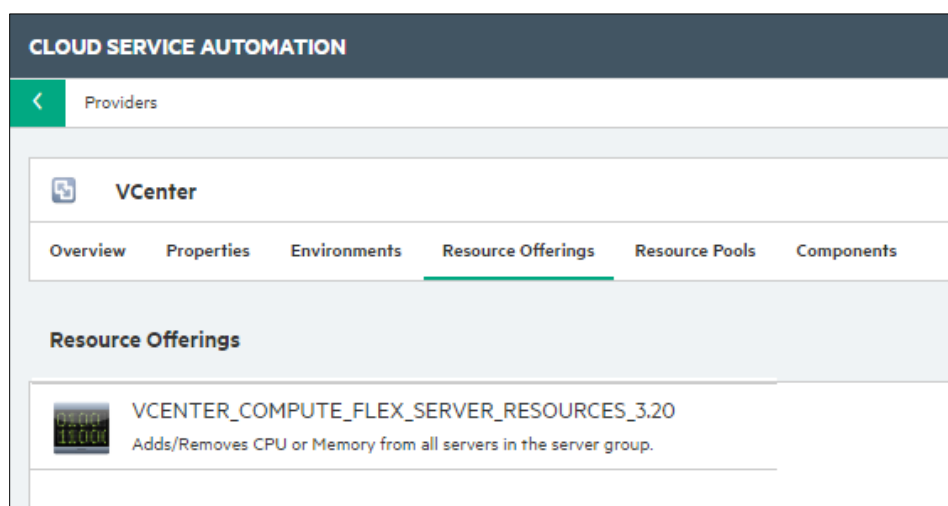 CLOUD SERVICE AUTOMATION
Providers
VCenter
Overview Properties Environments Resource Offerings Resource Pools Components
Resource Offerings
VCENTER_COMPUTE_FLEX_SERVER_RESOURCES_3.20
Adds/Removes CPU or Memory from all servers in the server group.